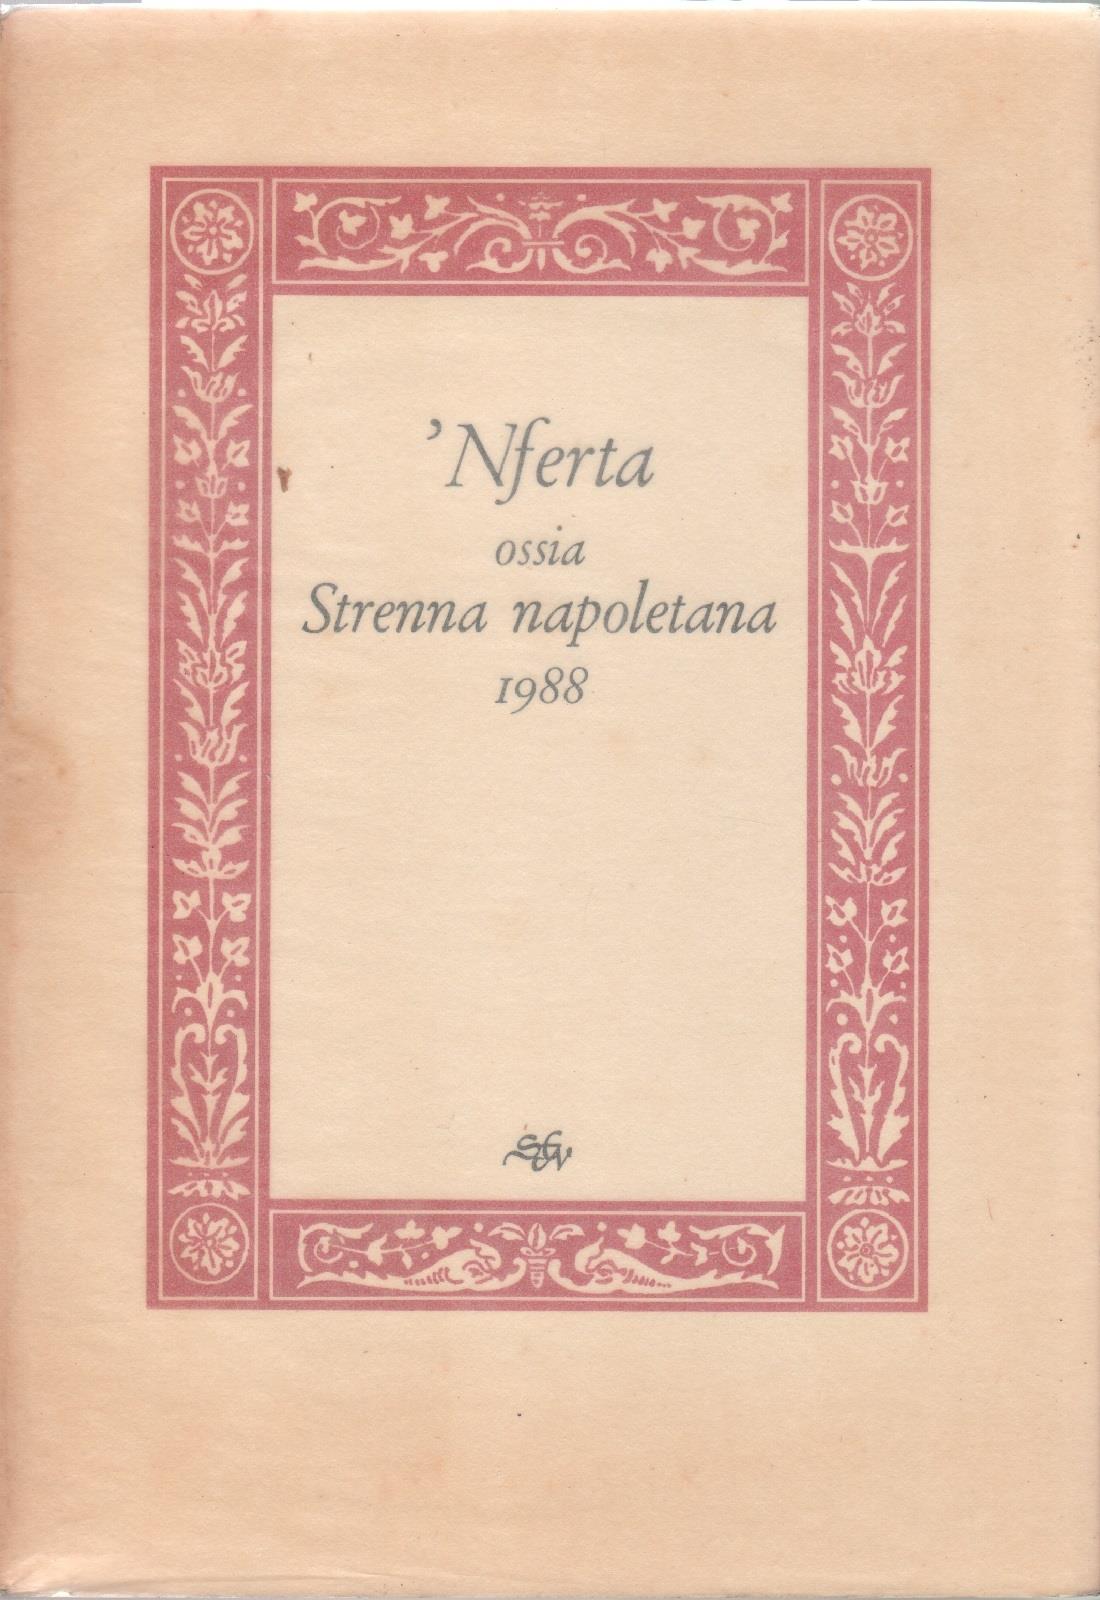 ’Nferta
ossia
Strenna napoletana
1988